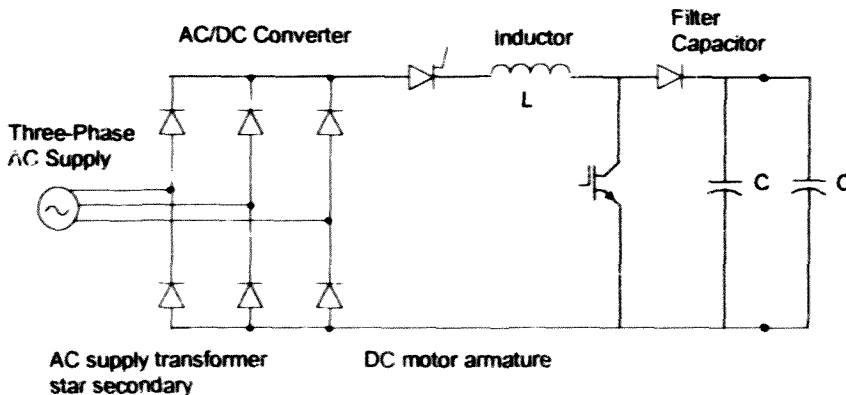 AC/DC Converter
inductor
Filter
Capacitor
L
Three-Phase
AC Supply
C
C
AC supply transformer
star secondary
DC motor armature